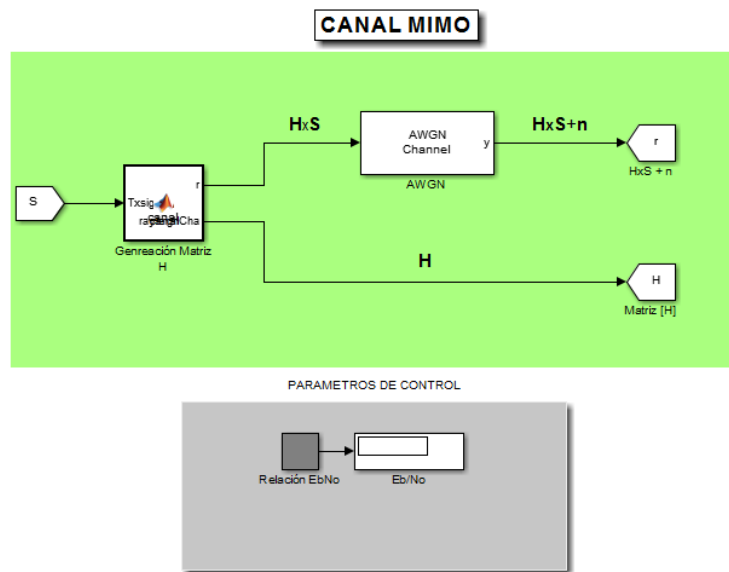 CANAL MIMO
HxS
HxS+n
AWGN
Channel
y
AWGN
r
HxS + n
S
Txsig
r
canal
Genreación Matriz
H
H
H
Matriz [H]
PARAMETROS DE CONTROL
Relación EbNo
Eb/No